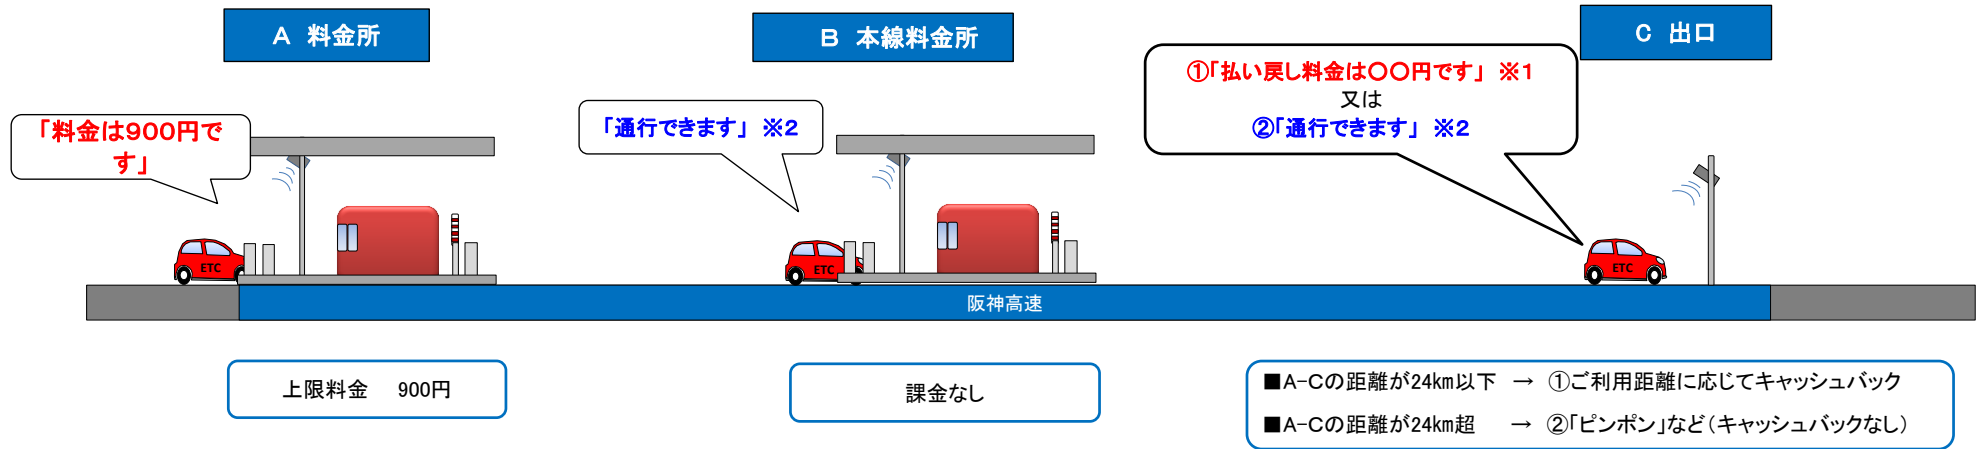 A 料金所
B 本線料金所
C 出口
「料金は900円で
す」
「通行できます」 ※2
①「払い戻し料金は〇〇円です」 ※1
又は
②「通行できます」 ※2
ETC
ETC
ETC
阪神高速
上限料金 900円
課金なし
■A-Cの距離が24km以下 → ①ご利用距離に応じてキャッシュバック
■A-Cの距離が24km超 → ②「ピンポン」など(キャッシュバックなし)